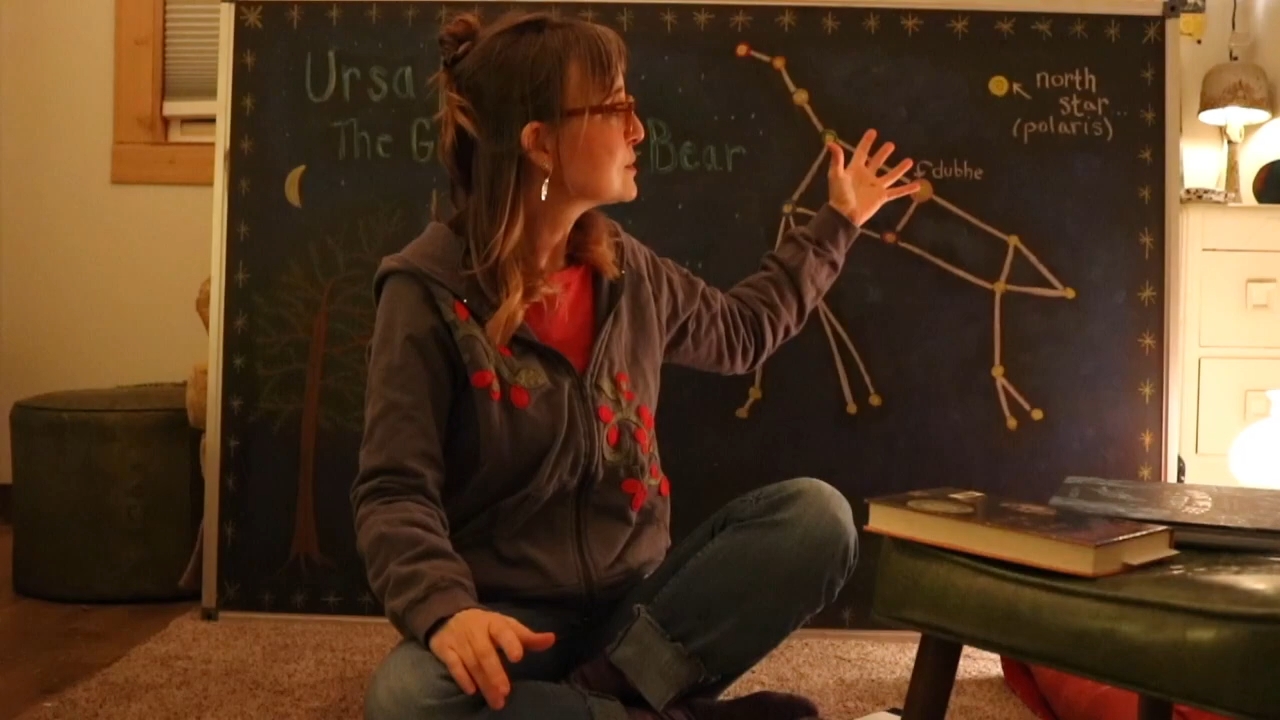 Ursa
The G Bear
north
star...
(polaris)
dubhe